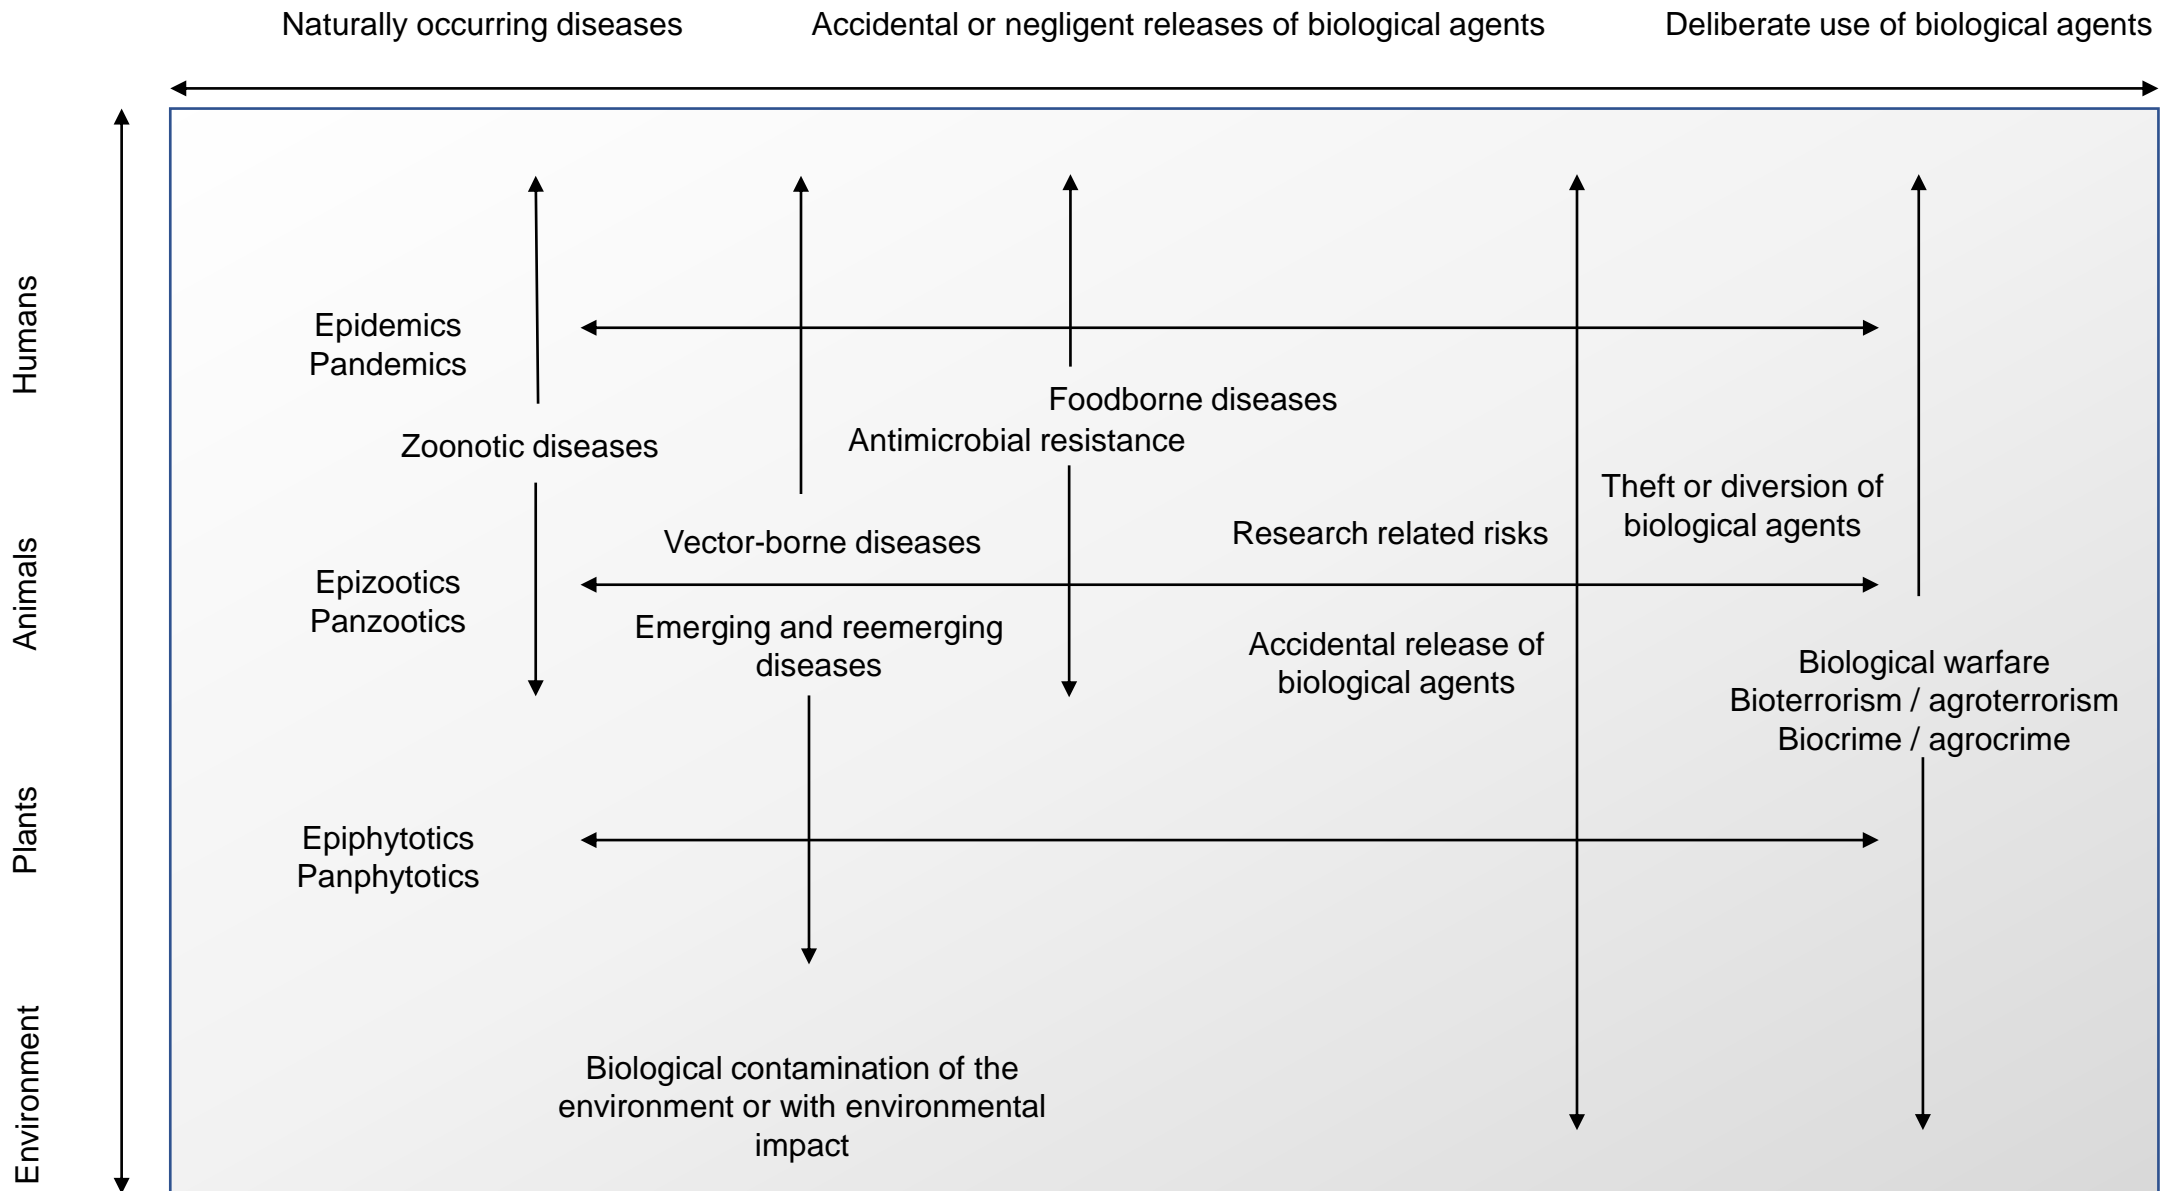 Naturally occurring diseases
Accidental or negligent releases of biological agents
Deliberate use of biological agents
Humans
Animals
Plants
Environment
Epidemics
Pandemics
Foodborne diseases
Antimicrobial resistance
Zoonotic diseases
Theft or diversion of
biological agents
Vector-borne diseases
Research related risks
Epizootics
Panzootics
Emerging and reemerging
diseases
Accidental release of
biological agents
Biological warfare
Bioterrorism / agroterrorism
Biocrime / agrocrime
Epiphytotics
Panphytotics
Biological contamination of the
environment or with environmental
impact